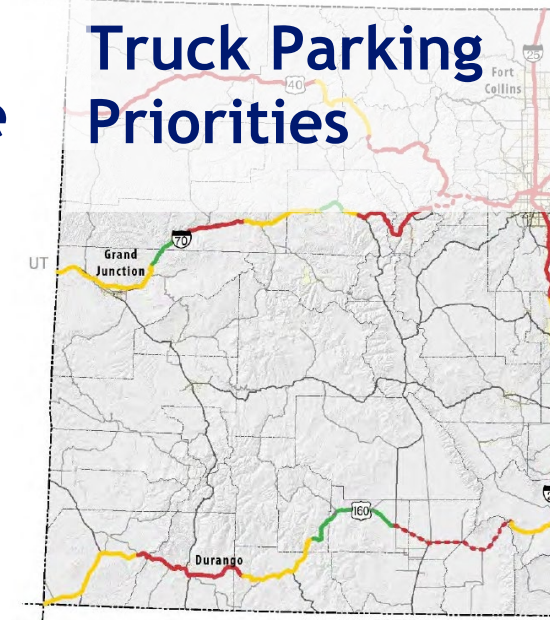 Truck Parking
Priorities
e
25
Fort
Collins
40
70
Grand
Junction
UT
160
Durango